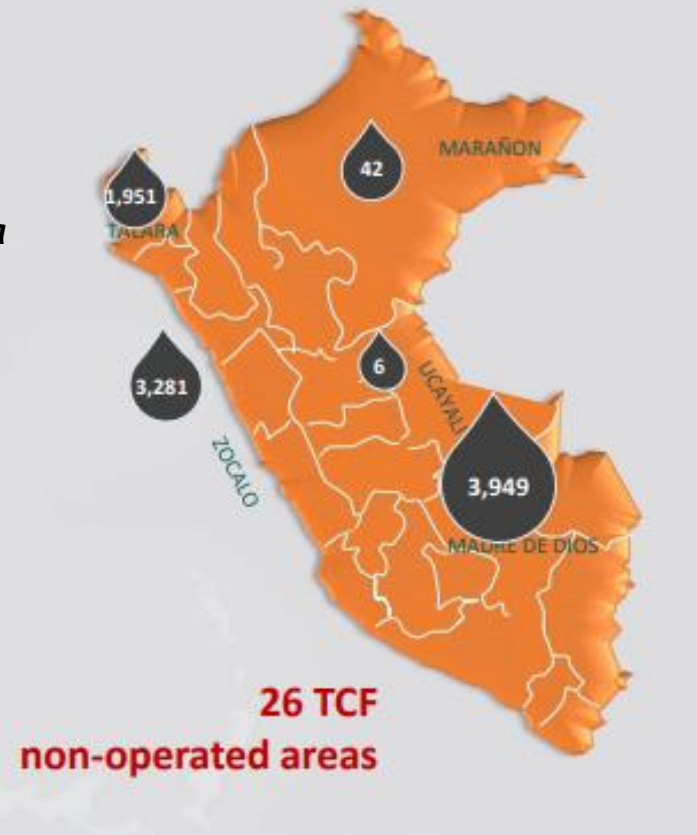 42
MARAÑON
1,951
a
TALARA
3,281
6
UCAYALI
ZOCALO
3,949
MADRE DE DIOS
26 TCF
non-operated areas